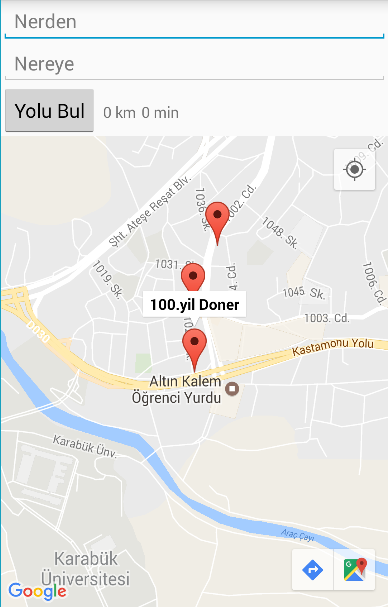 Nerden
Nereye
Yolu Bul
0 km 0 min
1002. Cd.
1036. Sk.
Şht. Ateşe Reşat Blv.
1048. Sk.
1031.
1019. Sk.
1006. Cd.
100.yil Doner
1045 Sk.
1003. Cd.
D030
Kastamonu Yolu
Altın Kalem
Öğrenci Yurdu
Karabük Ünv.
Araç Çayı
Karabük
Üniversitesi
Google